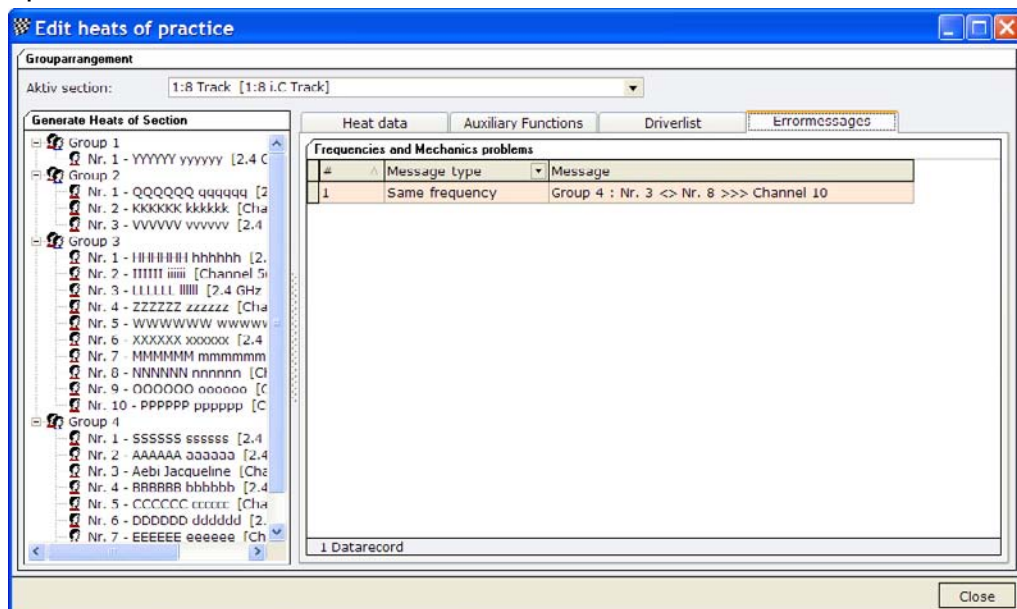 Edit heats of practice
Grouparrangement
Aktiv section: 1:8 Track [1:8 i.C Track]
Generate Heats of Section
Group 1
Nr. 1 - YYYYYY yyyyyy [2.4 G
Group 2
Nr. 1 - QQQQQQ qqqqqq [2
Nr. 2 - KKKKKK kkkkkk [Cha
Nr. 3 - VVVVVV vvvvvv [2.4
Group 3
Nr. 1 - HHHHHH hhhhhh [2.
Nr. 2 - IIIIII iiiiii [Channel 5
Nr. 3 - LLLLLL llllll [2.4 GHz
Nr. 4 - ZZZZZZ zzzzzz [Cha
Nr. 5 - WWWWWW wwwww
Nr. 6 - XXXXXX xxxxxx [2.4
Nr. 7 - MMMMMM mmmmmm
Nr. 8 - NNNNNN nnnnnn [Ch
Nr. 9 - OOOOOO oooooo [C
Nr. 10 - PPPPPP pppppp [C
Group 4
Nr. 1 - SSSSSS ssssss [2.4
Nr. 2 - AAAAAA aaaaaa [2.4
Nr. 3 - Aebi Jacqueline [Cha
Nr. 4 - BBBBBB bbbbbb [2.4
Nr. 5 - CCCCCC cccccc [Cha
Nr. 6 - DDDDDD dddddd [2.
Nr. 7 - EEEEEE eeeeee [Ch
Heat data Auxiliary Functions Driverlist Errormessages
Frequencies and Mechanics problems
# Message type Message
1 Same frequency Group 4 : Nr. 3 <> Nr. 8 >>> Channel 10
1 Datarecord
Close